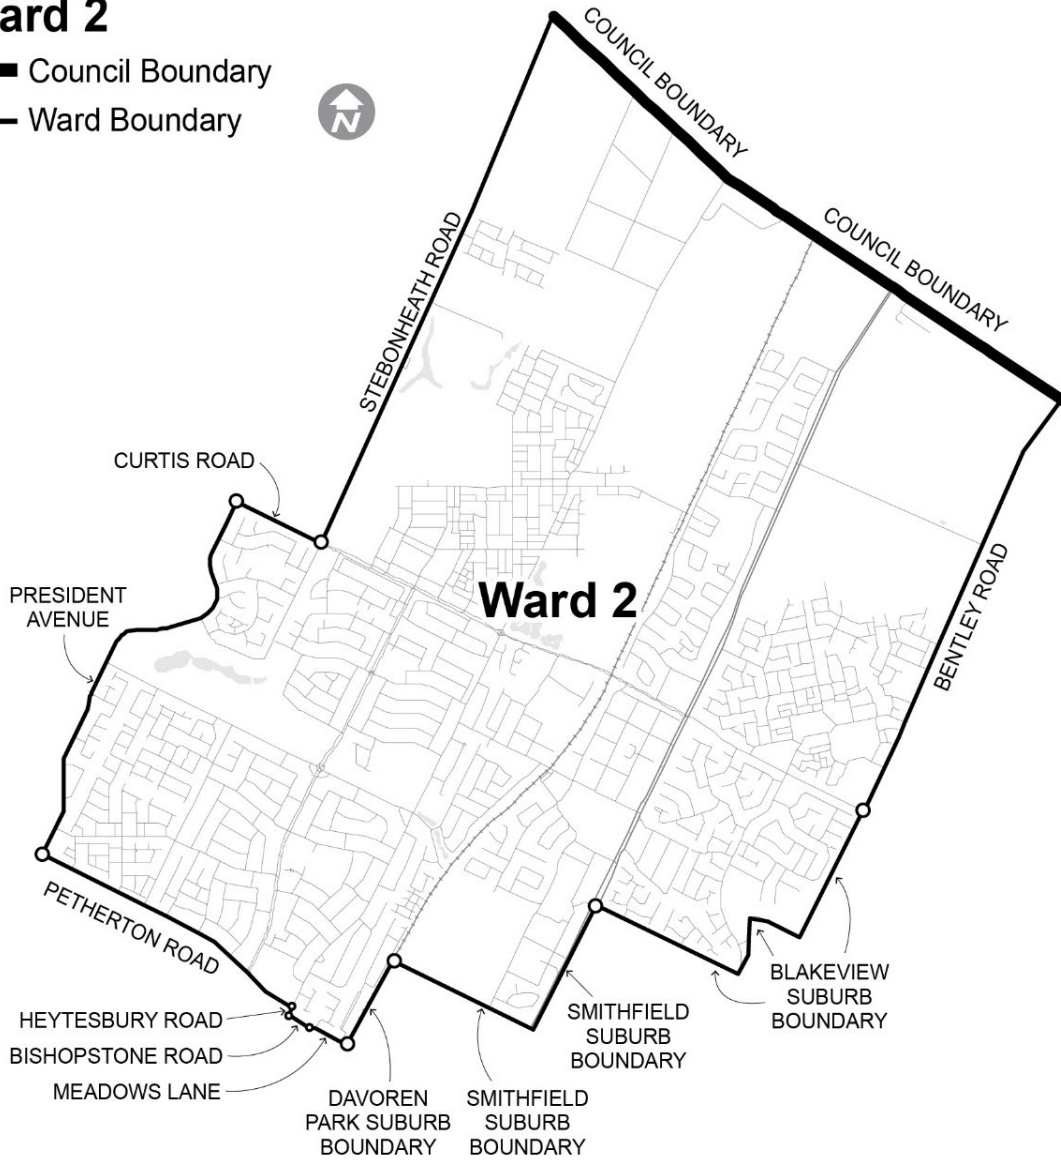 ard 2
Council Boundary
Ward Boundary
N
COUNCIL BOUNDARY
COUNCIL BOUNDARY
STEBONHEATH ROAD
CURTIS ROAD
PRESIDENT
AVENUE
Ward 2
BENTLEY ROAD
PETHERTON ROAD
HEYTESBURY ROAD
BISHOPSTONE ROAD
MEADOWS LANE
DAVOREN
PARK SUBURB
BOUNDARY
SMITHFIELD
SUBURB
BOUNDARY
SMITHFIELD
SUBURB
BOUNDARY
BLAKEVIEW
SUBURB
BOUNDARY